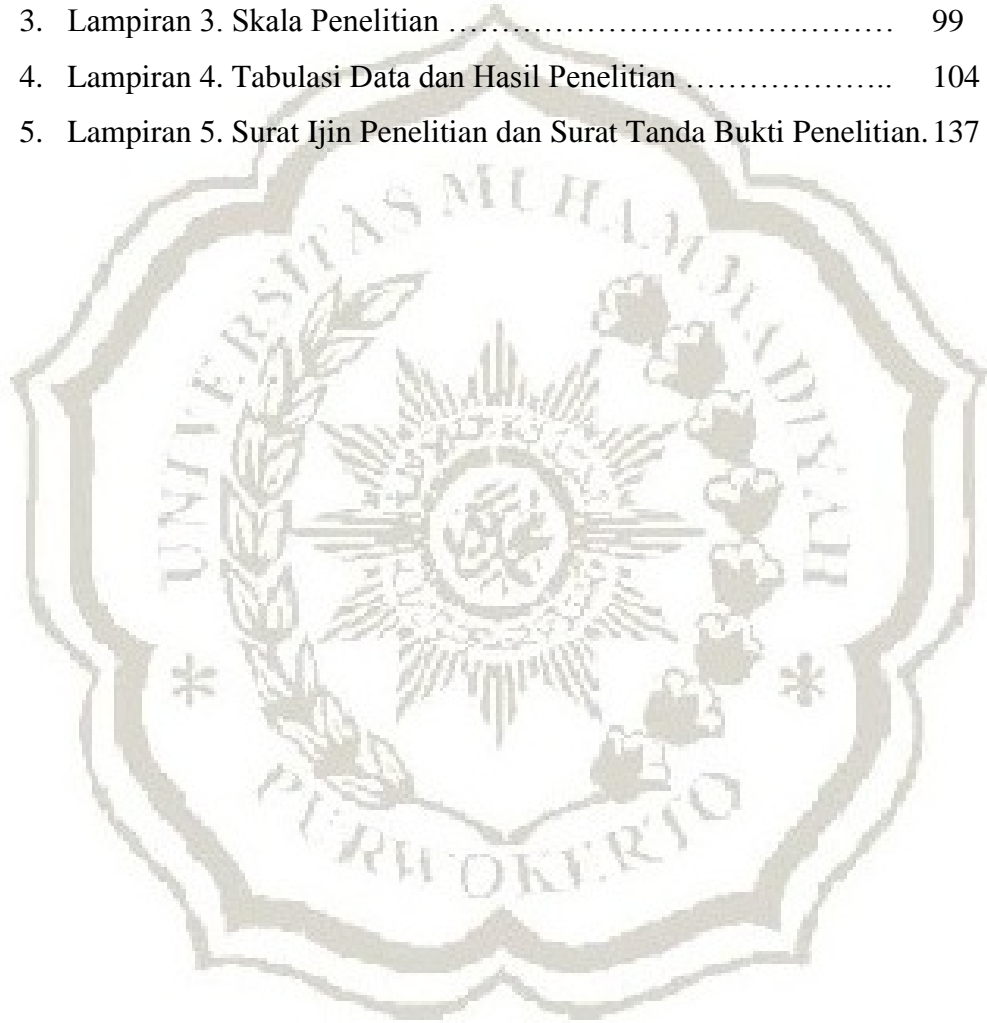 3. Lampiran 3. Skala Penelitian ………………………………………… 99
4. Lampiran 4. Tabulasi Data dan Hasil Penelitian ……………….. 104
5. Lampiran 5. Surat Ijin Penelitian dan Surat Tanda Bukti Penelitian. 137
UNIVERSITAS MUHAMMADIYAH
* *
PURWOKERTO